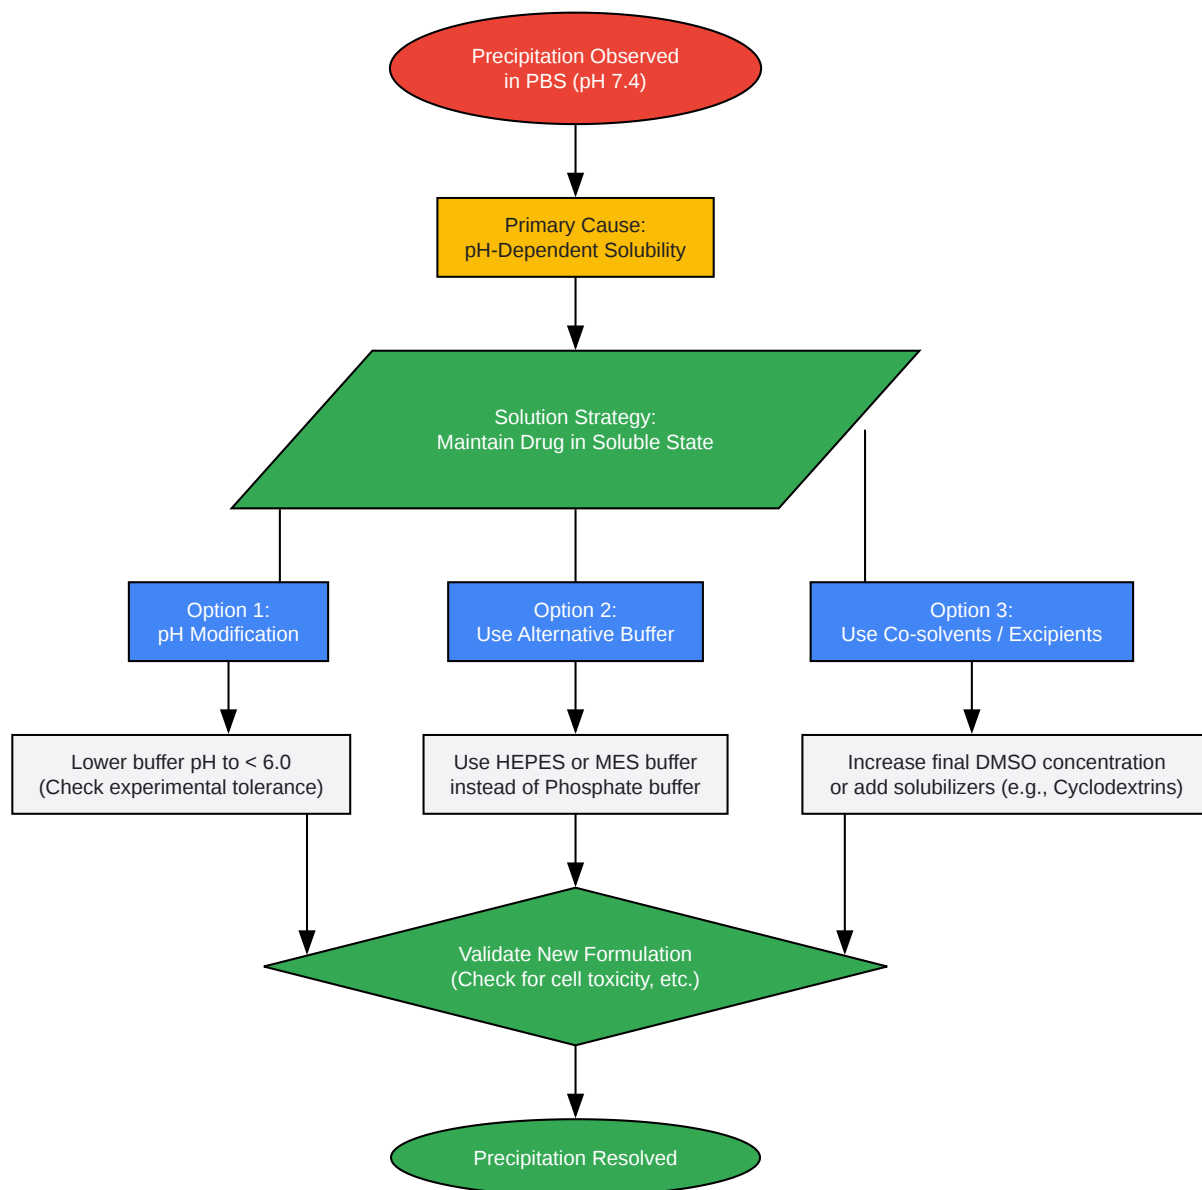 Precipitation Observed
in PBS (pH 7.4)
Primary Cause:
pH-Dependent Solubility
Solution Strategy:
Maintain Drug in Soluble State
Option 1:
pH Modification
Option 2:
Use Alternative Buffer
Option 3:
Use Co-solvents / Excipients
Lower buffer pH to < 6.0
(Check experimental tolerance)
Use HEPES or MES buffer
instead of Phosphate buffer
Increase final DMSO concentration
or add solubilizers (e.g., Cyclodextrins)
Validate New Formulation
(Check for cell toxicity, etc.)
Precipitation Resolved